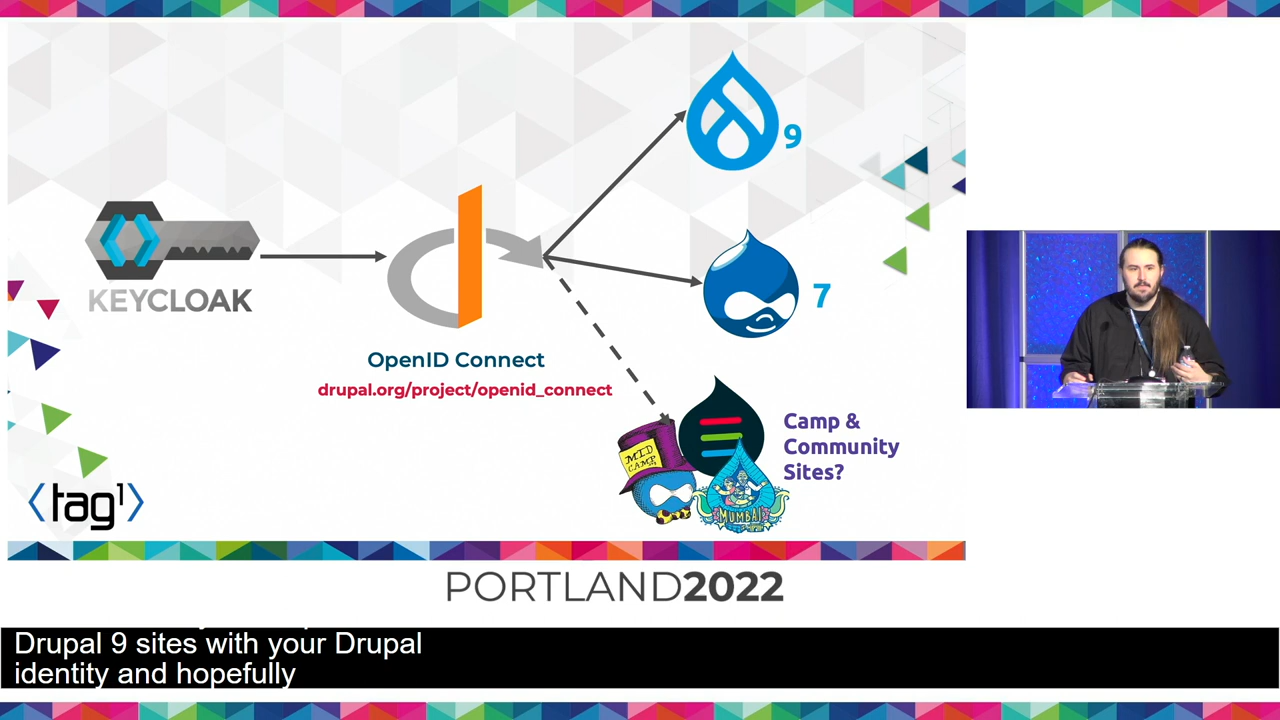 9
KEYCLOAK
7
OpenID Connect
drupal.org/project/openid_connect
MID
CAMP
Camp &
Community
Sites?
MUMBAI
tag1
PORTLAND2022
Drupal 9 sites with your Drupal
identity and hopefully